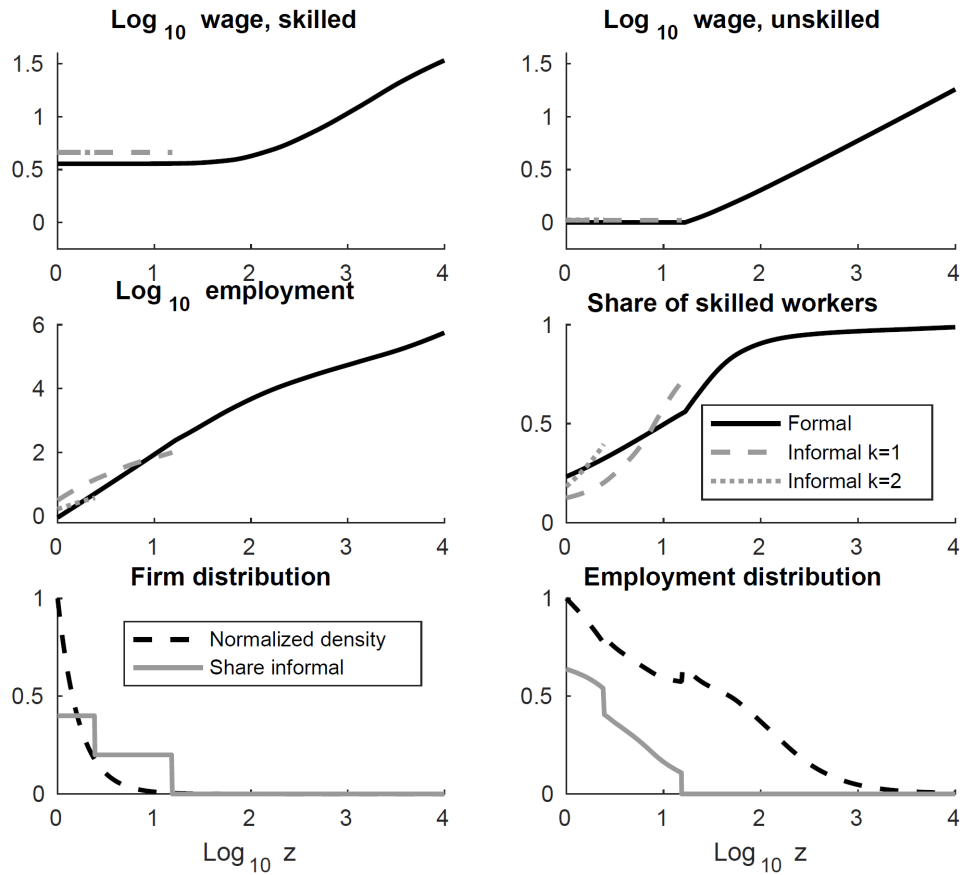 Log 10 wage, skilled
1.5
1
0.5
0
0 1 2 3 4
Log 10 wage, unskilled
1.5
1
0.5
0
0 1 2 3 4
Log 10 employment
6
4
2
0
0 1 2 3 4
Share of skilled workers
1
0.5
0
Formal
Informal k=1
Informal k=2
0 1 2 3 4
Firm distribution
1
0.5
0
Normalized density
Share informal
0 1 2 3 4
Log 10 z
Employment distribution
1
0.5
0
0 1 2 3 4
Log 10 z